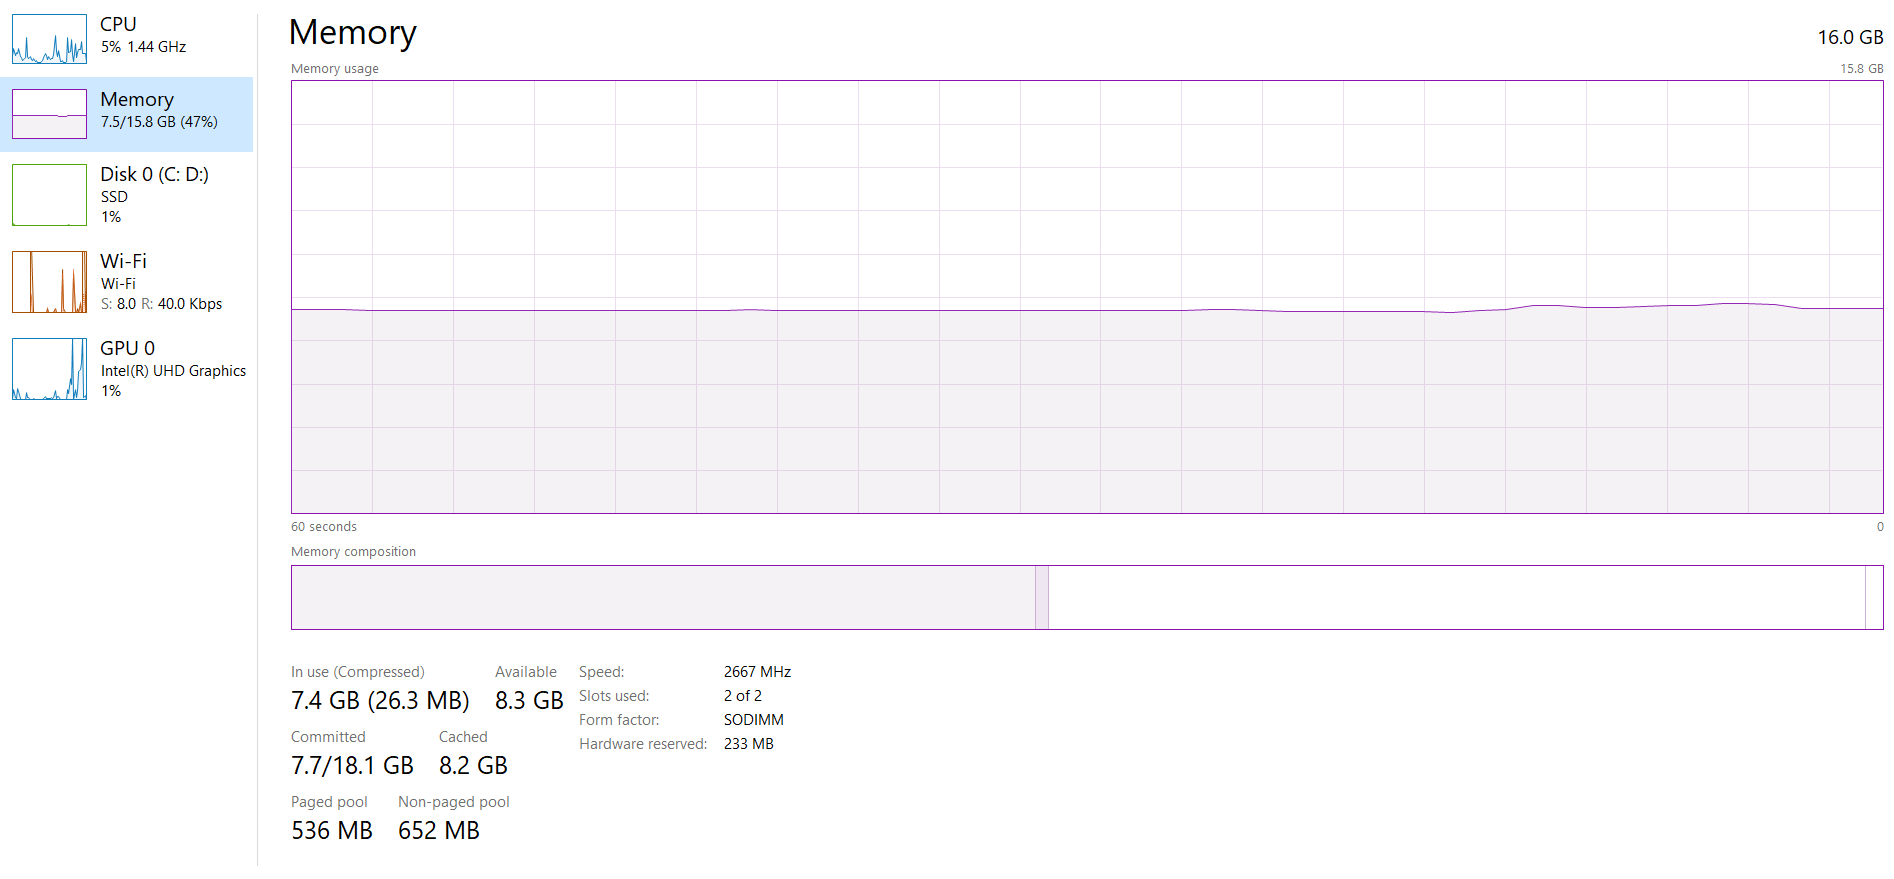 CPU
5% 1.44 GHz
Memory
7.5/15.8 GB (47%)
Disk 0 (C: D:)
SSD
1%
Wi-Fi
Wi-Fi
S: 8.0 R: 40.0 Kbps
GPU 0
Intel(R) UHD Graphics
1%
Memory
16.0 GB
Memory usage
15.8 GB
60 seconds
0
Memory composition
In use (Compressed)
7.4 GB (26.3 MB)
Available
8.3 GB
Committed
7.7/18.1 GB
Cached
8.2 GB
Paged pool
536 MB
Non-paged pool
652 MB
Speed: 2667 MHz
Slots used: 2 of 2
Form factor: SODIMM
Hardware reserved: 233 MB